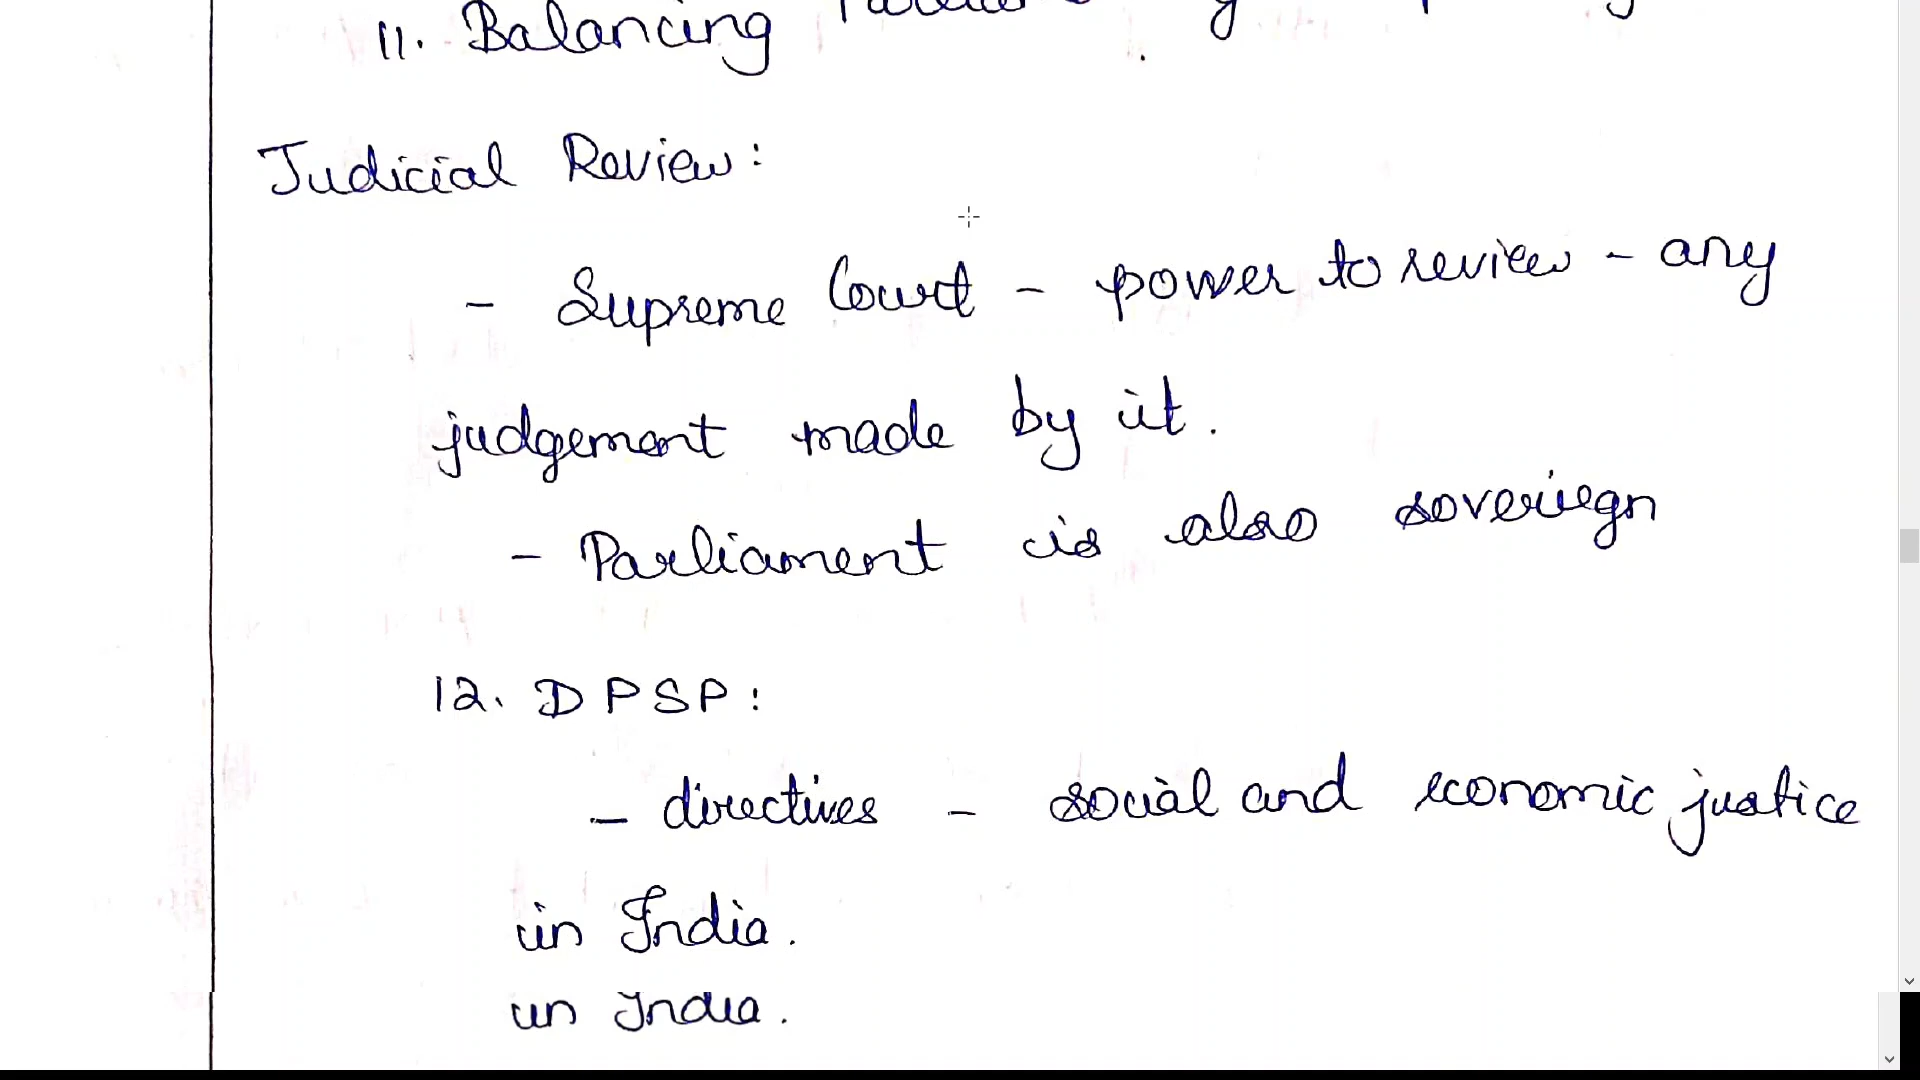 11. Balancing
Judicial Review:
- Supreme Court - power to review - any
judgement made by it.
- Parliament is also soveriegn
12. DPSP:
- directives - social and economic justice
in India.
in India.